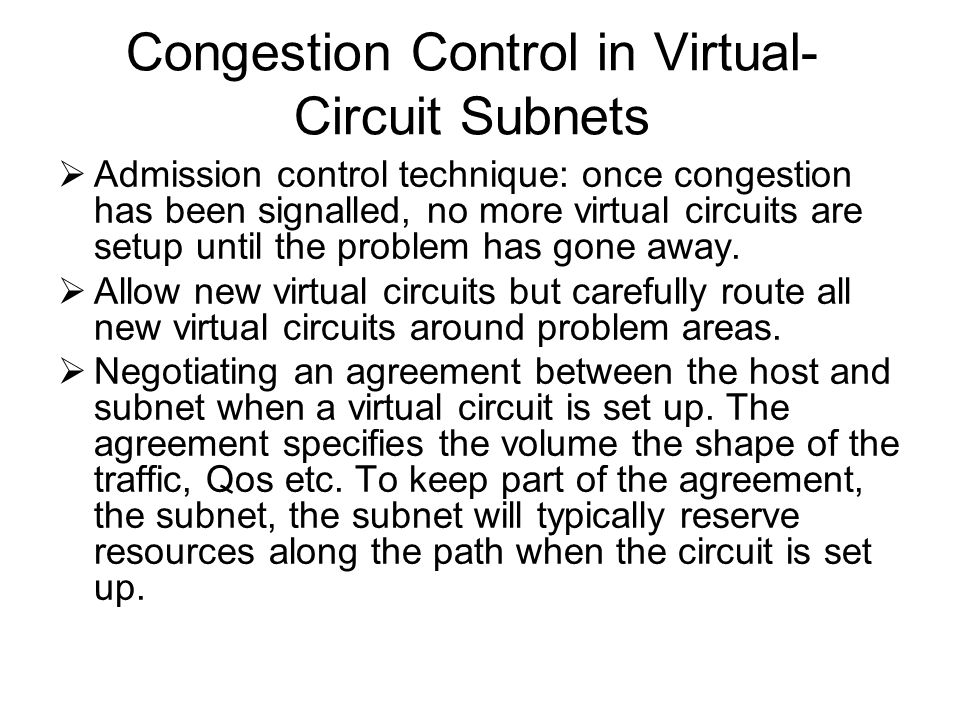 Congestion Control in Virtual-
Circuit Subnets
➢ Admission control technique: once congestion
has been signalled, no more virtual circuits are
setup until the problem has gone away.
➢ Allow new virtual circuits but carefully route all
new virtual circuits around problem areas.
➢ Negotiating an agreement between the host and
subnet when a virtual circuit is set up. The
agreement specifies the volume the shape of the
traffic, Qos etc. To keep part of the agreement,
the subnet, the subnet will typically reserve
resources along the path when the circuit is set
up.